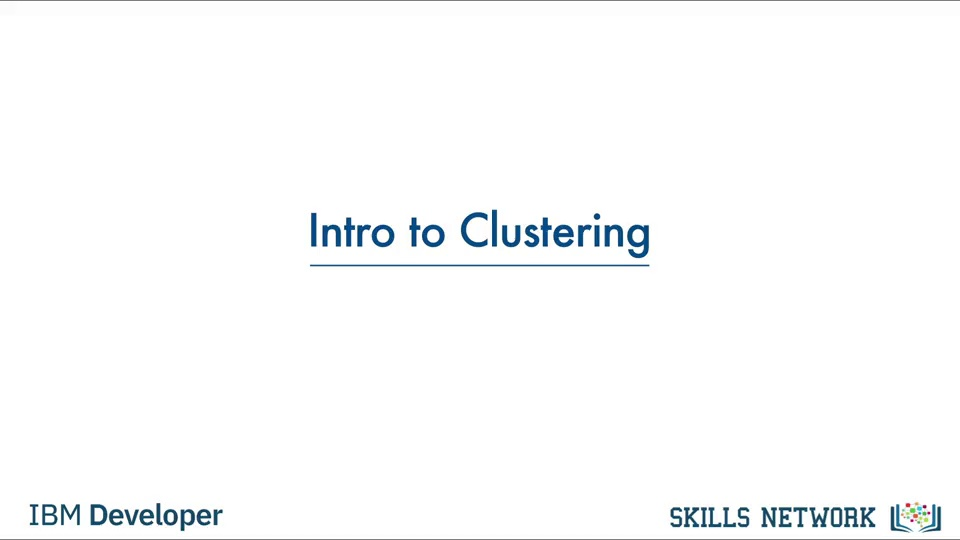 Intro to Clustering
IBM Developer
SKILLS NETWORK